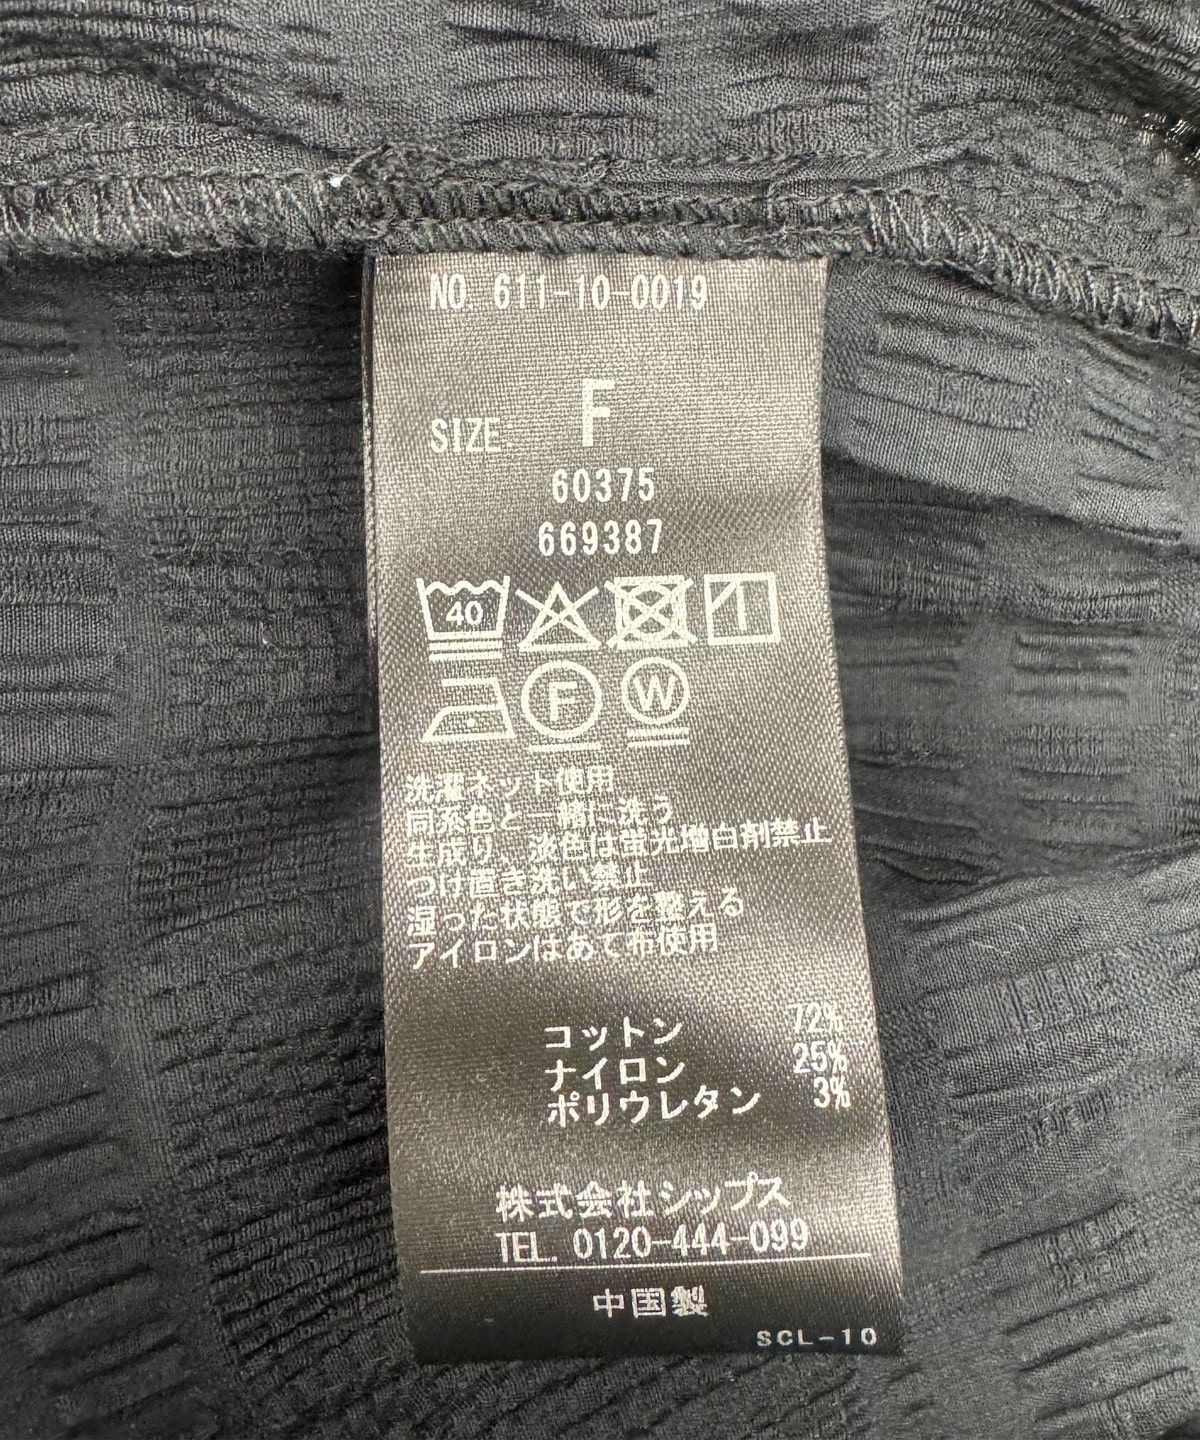 NO. 611-10-0019
SIZE F
60375
669387
40
F W
洗濯ネット使用
同系色と一緒に洗う
生成り、淡色は蛍光増白剤禁止
つけ置き洗い禁止
湿った状態で形を整える
アイロンはあて布使用
コットン 72%
ナイロン 25%
ポリウレタン 3%
株式会社シップス
TEL. 0120-444-099
中国製
SCL-10